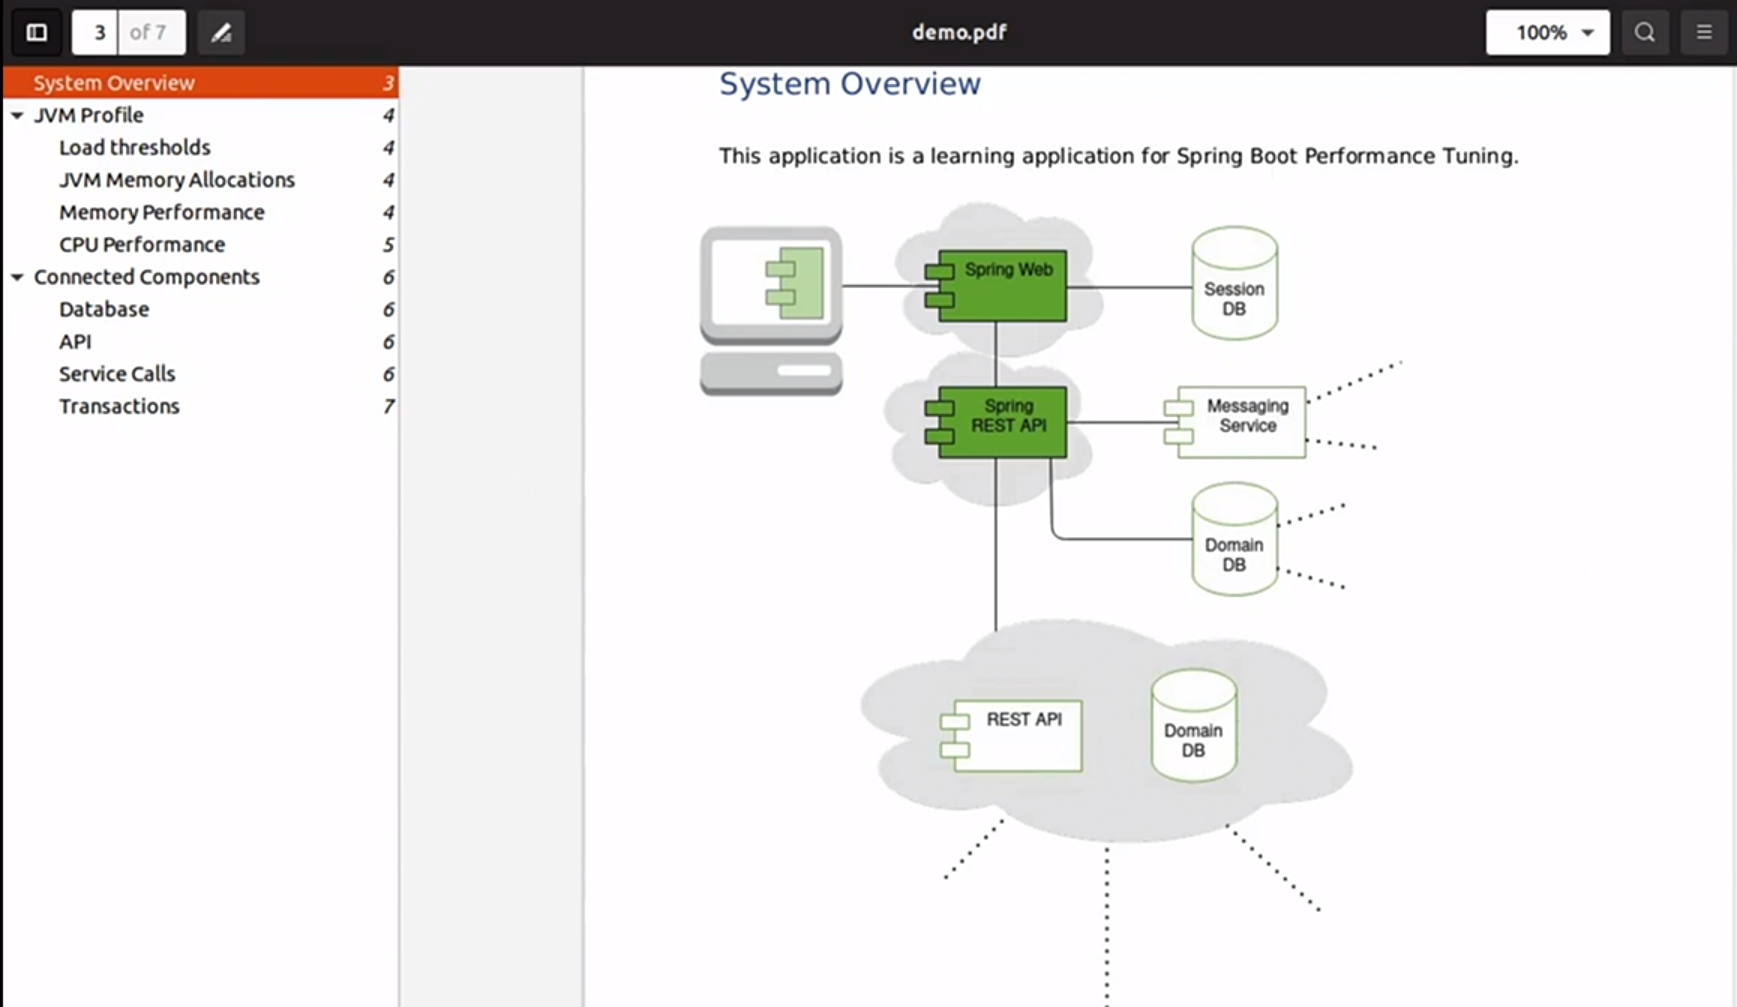 3 of 7
demo.pdf
100%
System Overview 3
JVM Profile 4
Load thresholds 4
JVM Memory Allocations 4
Memory Performance 4
CPU Performance 5
Connected Components 6
Database 6
API 6
Service Calls 6
Transactions 7
System Overview
This application is a learning application for Spring Boot Performance Tuning.
Spring Web
Session
DB
Spring
REST API
Messaging
Service
Domain
DB
REST API
Domain
DB